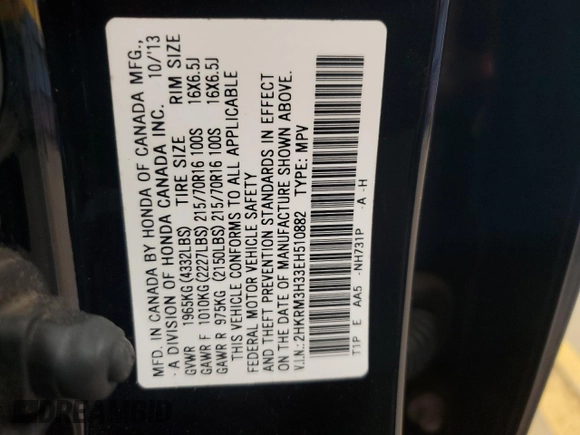 MFD. IN CANADA BY HONDA OF CANADA MFG.,
A DIVISION OF HONDA CANADA INC. 10/'13
GVWR 1965KG(4332LBS) TIRE SIZE RIM SIZE
GAWR F 1010KG(2227LBS) 215/70R16 100S 16X6.5J
GAWR R 975KG(2150LBS) 215/70R16 100S 16X6.5J
THIS VEHICLE CONFORMS TO ALL APPLICABLE
FEDERAL MOTOR VEHICLE SAFETY
AND THEFT PREVENTION STANDARDS IN EFFECT
ON THE DATE OF MANUFACTURE SHOWN ABOVE.
V.I.N.: 2HKRM3H33EH510882 TYPE: MPV
T1P E AA5 -NH731P -A -H
DREAMBID